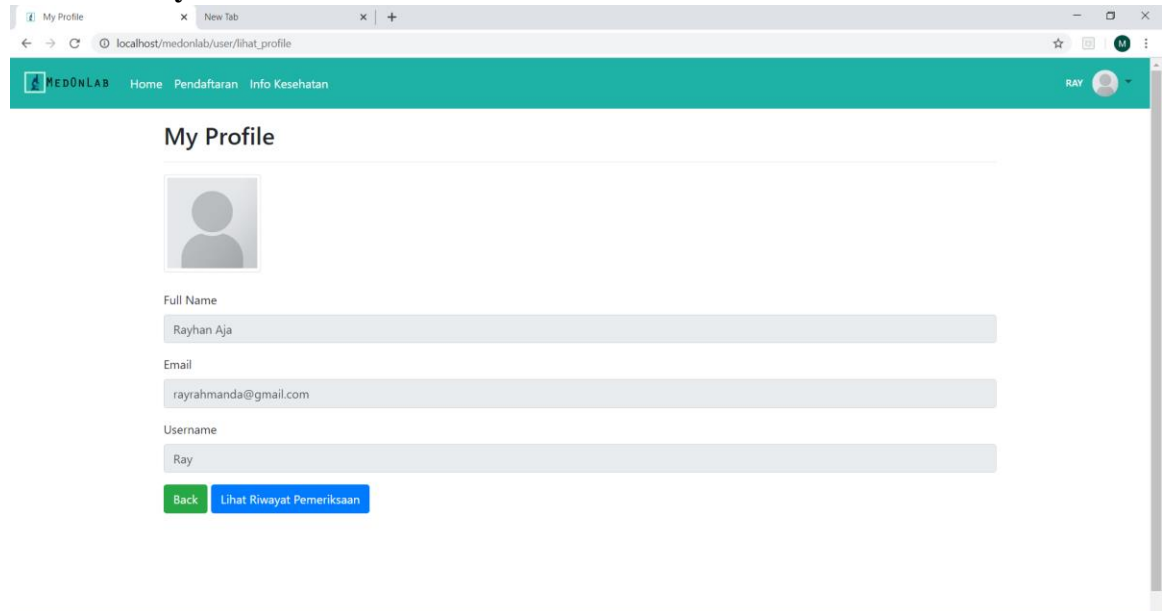 My Profile
New Tab
localhost/medonlab/user/lihat_profile
M
MEDONLAB Home Pendaftaran Info Kesehatan RAY
My Profile
Full Name
Rayhan Aja
Email
rayrahmanda@gmail.com
Username
Ray
Back Lihat Riwayat Pemeriksaan